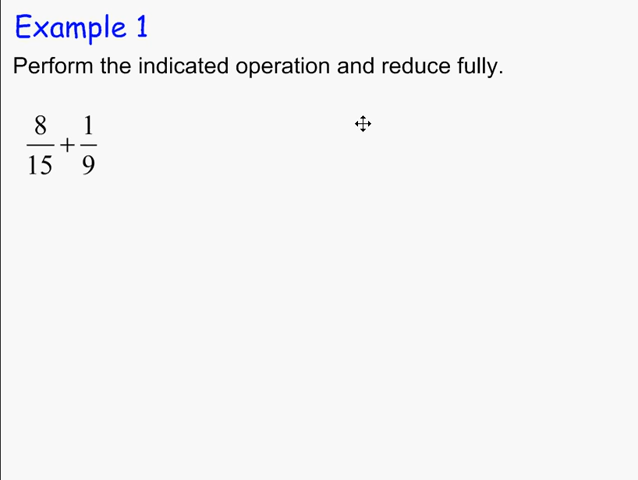 Example 1
Perform the indicated operation and reduce fully.
8/15 + 1/9